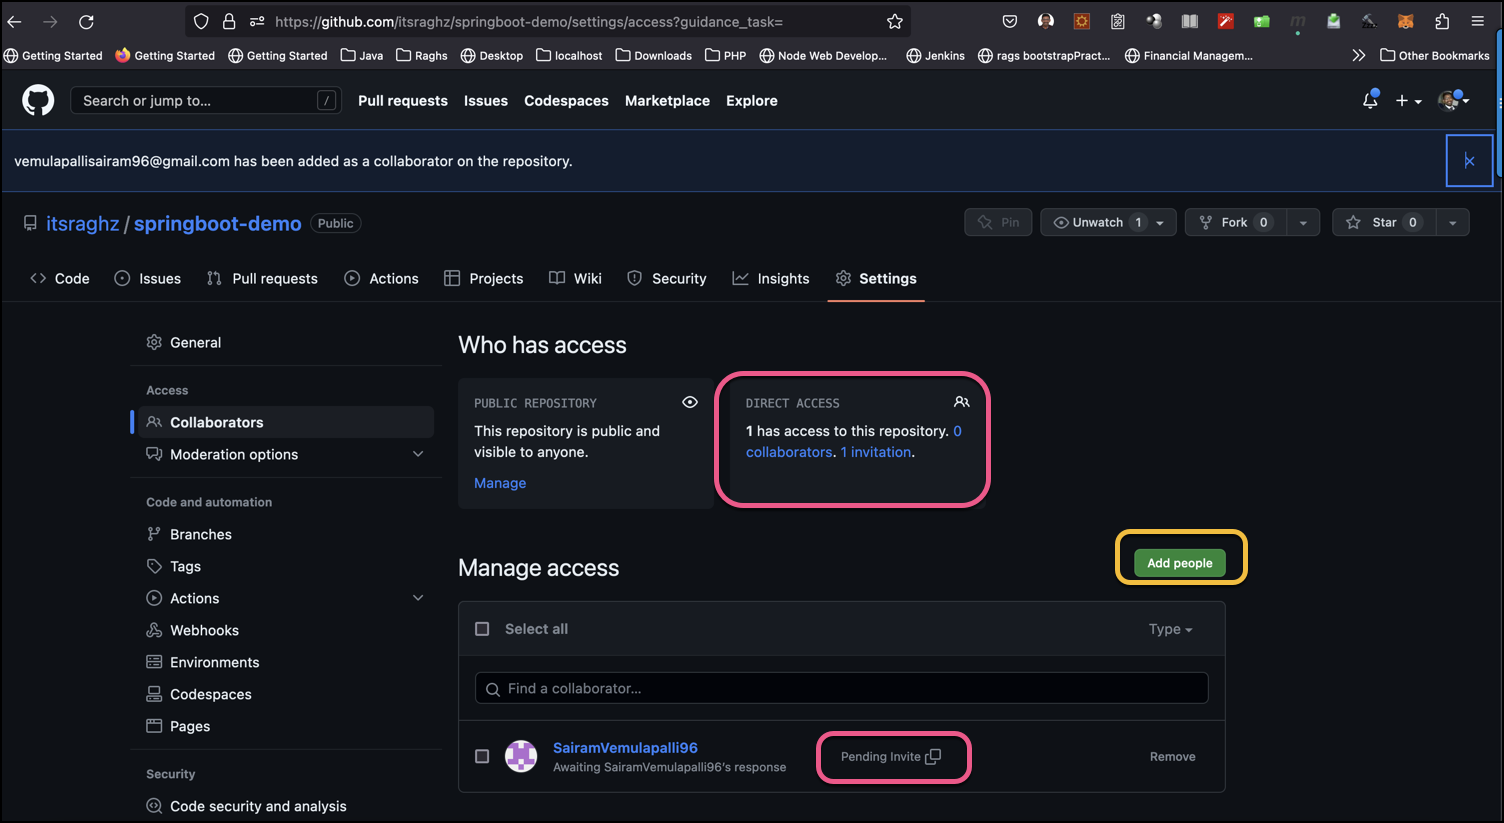 https://github.com/itsraghz/springboot-demo/settings/access?guidance_task=
Getting Started
Getting Started
Getting Started
Java
Raghs
Desktop
localhost
Downloads
PHP
Node Web Develop...
Jenkins
rags bootstrapPract...
Financial Managem...
Other Bookmarks
Search or jump to...
/
Pull requests
Issues
Codespaces
Marketplace
Explore
vemulapallisairam96@gmail.com has been added as a collaborator on the repository.
itsraghz / springboot-demo
Public
Pin
Unwatch 1
Fork 0
Star 0
Code
Issues
Pull requests
Actions
Projects
Wiki
Security
Insights
Settings
General
Access
Collaborators
Moderation options
Code and automation
Branches
Tags
Actions
Webhooks
Environments
Codespaces
Pages
Security
Code security and analysis
Who has access
PUBLIC REPOSITORY
This repository is public and
visible to anyone.
Manage
DIRECT ACCESS
1 has access to this repository. 0
collaborators. 1 invitation.
Manage access
Add people
Select all
Type
Find a collaborator...
SairamVemulapalli96
Awaiting SairamVemulapalli96's response
Pending Invite
Remove